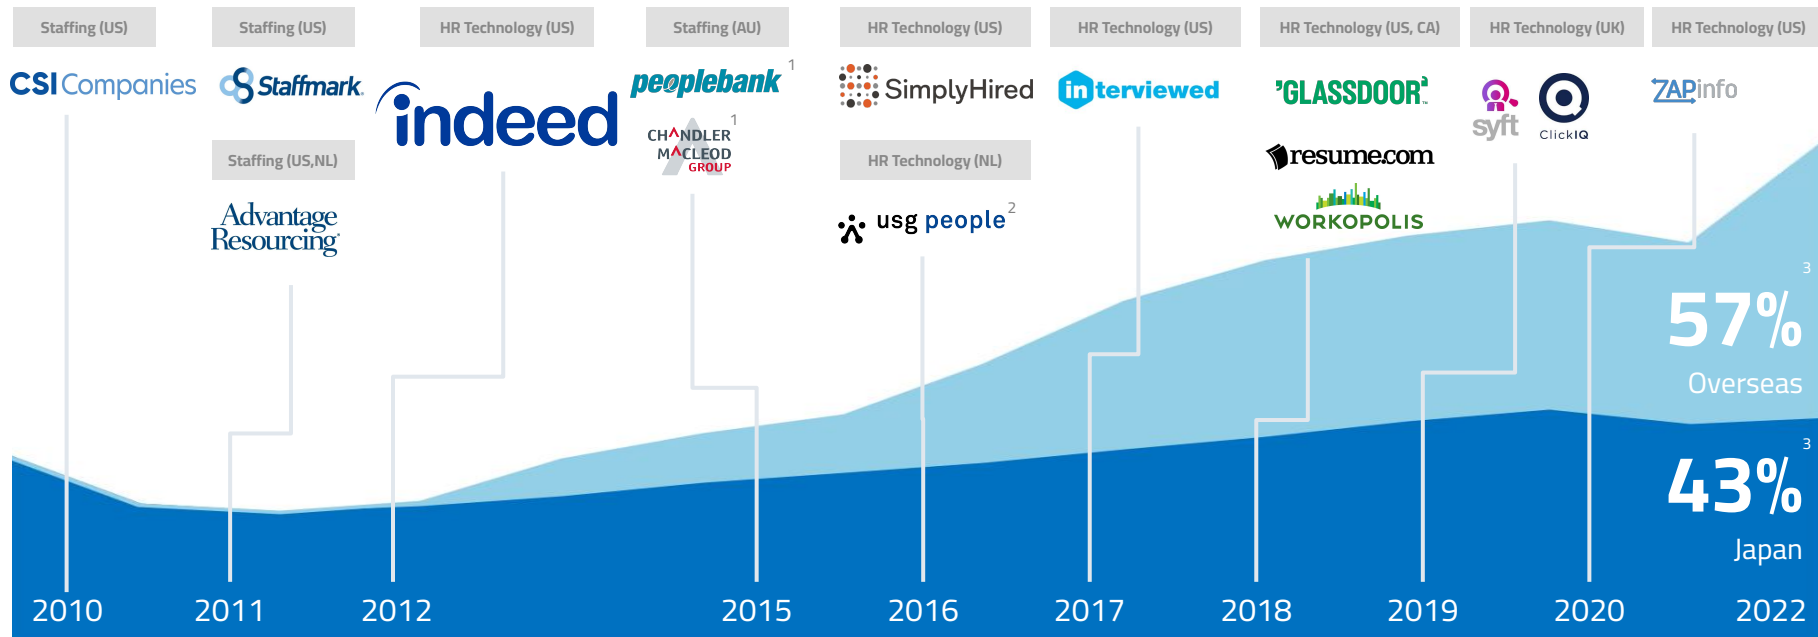 Staffing (US)
Staffing (US)
HR Technology (US)
Staffing (AU)
HR Technology (US)
HR Technology (US)
HR Technology (US, CA)
HR Technology (UK)
HR Technology (US)
CSI Companies
Staffmark.
indeed
peoplebank 1
CHANDLER 1
MACLEOD
GROUP
SimplyHired
interviewed
GLASSDOOR™
resume.com
WORKOPOLIS
syft
ClickIQ
ZAPinfo
Staffing (US,NL)
Advantage
Resourcing
HR Technology (NL)
usg people 2
3
57%
Overseas
3
43%
Japan
2010
2011
2012
2015
2016
2017
2018
2019
2020
2022